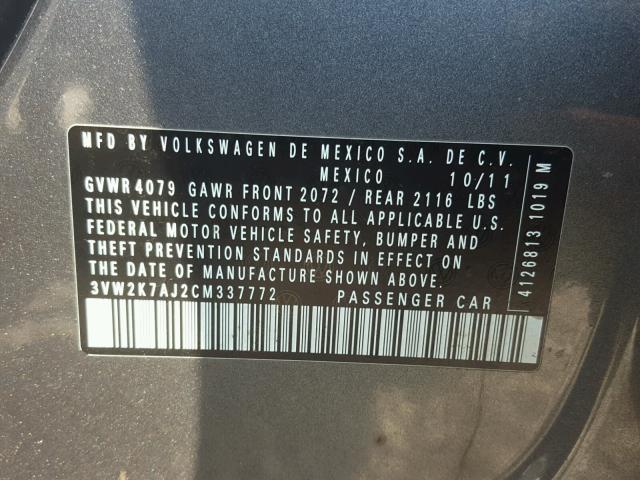 MFD BY VOLKSWAGEN DE MEXICO S.A. DE C.V.
MEXICO 10/11
GVWR 4079 GAWR FRONT 2072 / REAR 2116 LBS
THIS VEHICLE CONFORMS TO ALL APPLICABLE U.S.
FEDERAL MOTOR VEHICLE SAFETY, BUMPER AND
THEFT PREVENTION STANDARDS IN EFFECT ON
THE DATE OF MANUFACTURE SHOWN ABOVE.
3VW2K7AJ2CM337772 PASSENGER CAR
4126813 1019 M